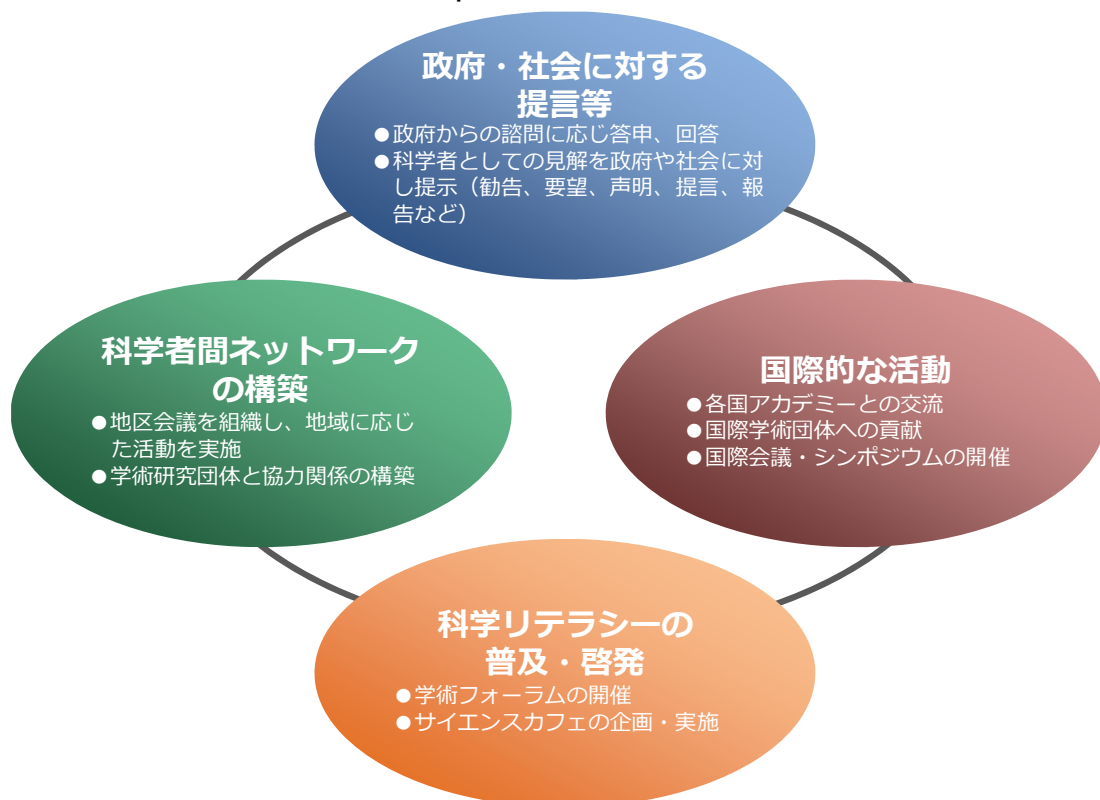 政府・社会に対する
提言等
●政府からの諮問に応じ答申、回答
●科学者としての見解を政府や社会に対
し提示（勧告、要望、声明、提言、報
告など）
科学者間ネットワーク
の構築
●地区会議を組織し、地域に応じ
た活動を実施
●学術研究団体と協力関係の構築
国際的な活動
●各国アカデミーとの交流
●国際学術団体への貢献
●国際会議・シンポジウムの開催
科学リテラシーの
普及・啓発
●学術フォーラムの開催
●サイエンスカフェの企画・実施